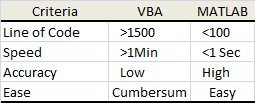 Criteria VBA MATLAB
Line of Code >1500 <100
Speed >1Min <1 Sec
Accuracy Low High
Ease Cumbersum Easy